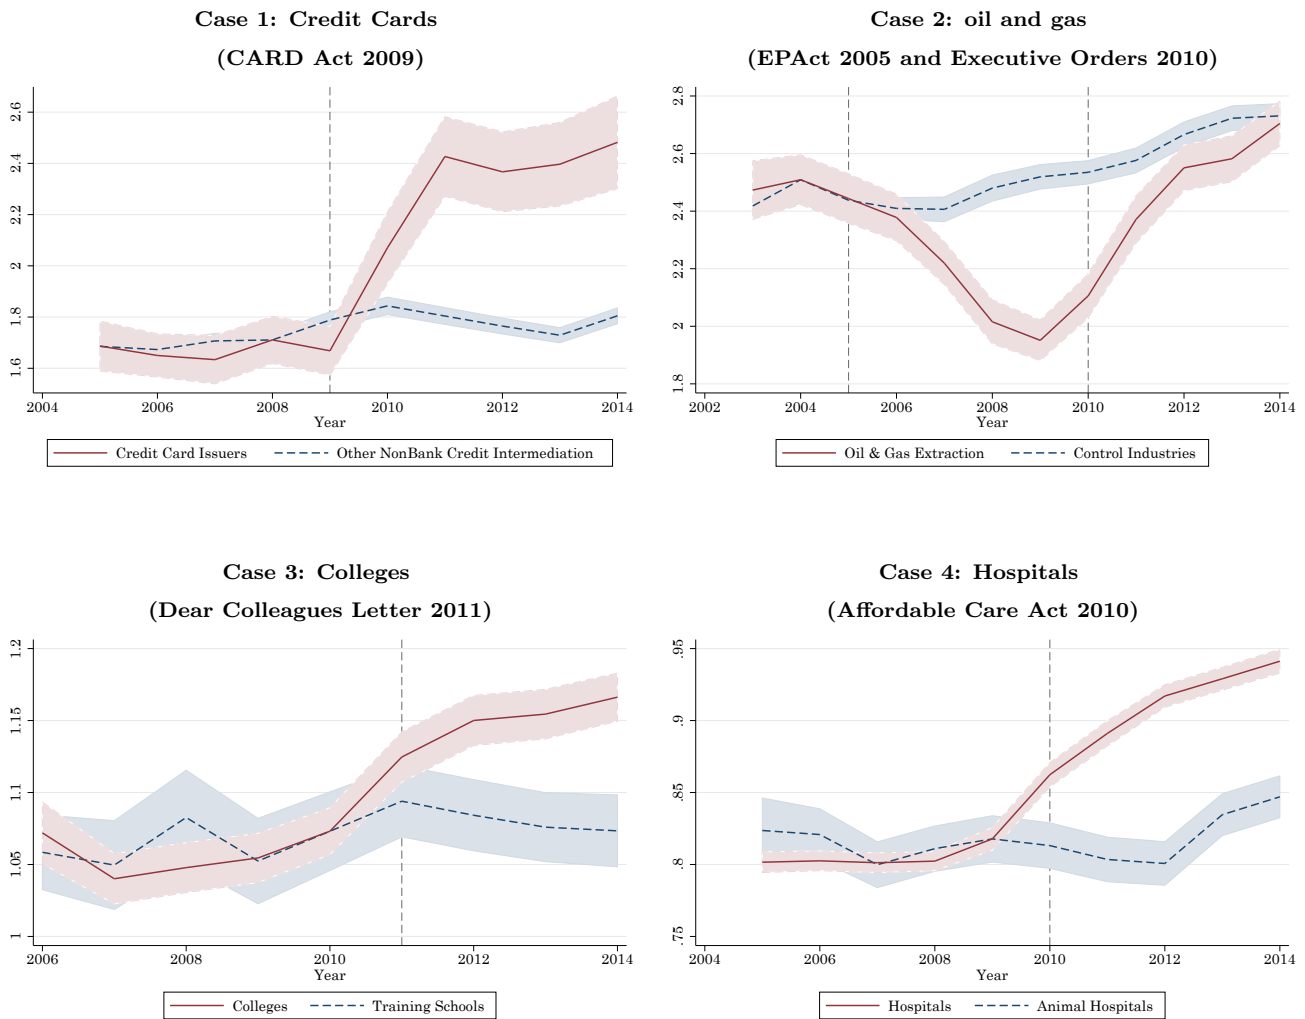 Case 1: Credit Cards
(CARD Act 2009)
2.6
2.4
2.2
2
1.8
1.6
2004 2006 2008 2010 2012 2014
Year
Credit Card Issuers Other NonBank Credit Intermediation
Case 2: oil and gas
(EPAct 2005 and Executive Orders 2010)
2.8
2.6
2.4
2.2
2
1.8
2002 2004 2006 2008 2010 2012 2014
Year
Oil & Gas Extraction Control Industries
Case 3: Colleges
(Dear Colleagues Letter 2011)
1.2
1.15
1.1
1.05
1
2006 2008 2010 2012 2014
Year
Colleges Training Schools
Case 4: Hospitals
(Affordable Care Act 2010)
.95
.9
.85
.8
.75
2004 2006 2008 2010 2012 2014
Year
Hospitals Animal Hospitals